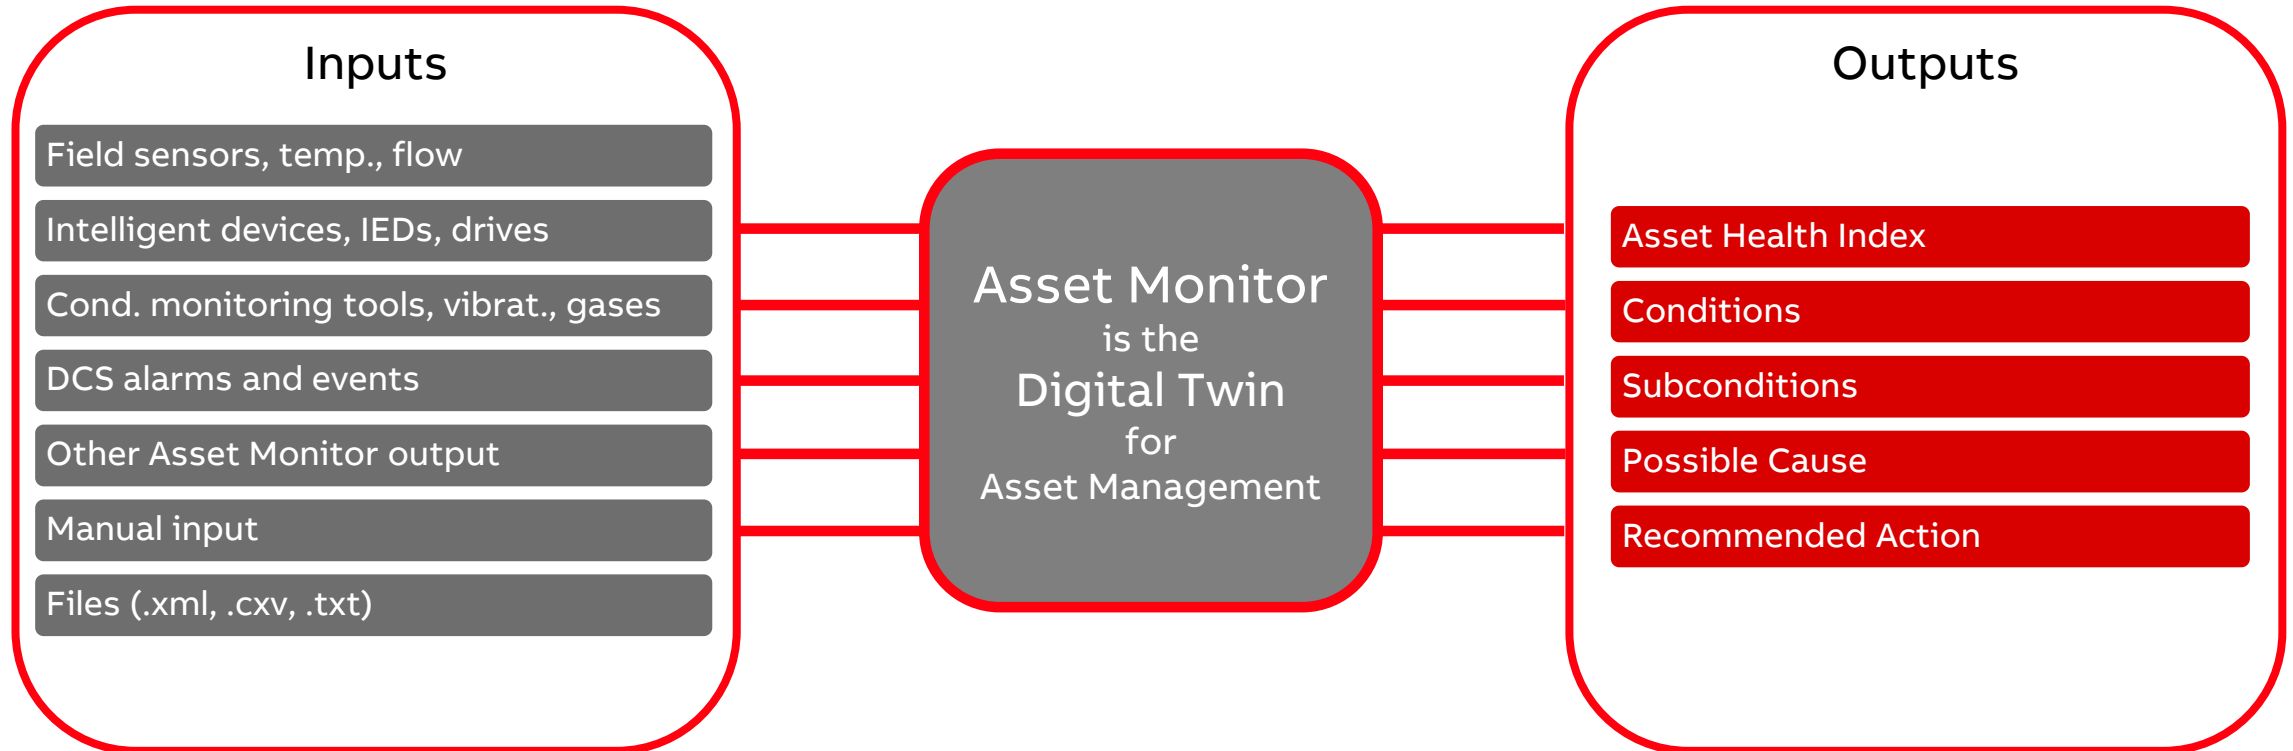 Inputs
Field sensors, temp., flow
Intelligent devices, IEDs, drives
Cond. monitoring tools, vibrat., gases
DCS alarms and events
Other Asset Monitor output
Manual input
Files (.xml, .cxv, .txt)
Asset Monitor
is the
Digital Twin
for
Asset Management
Outputs
Asset Health Index
Conditions
Subconditions
Possible Cause
Recommended Action